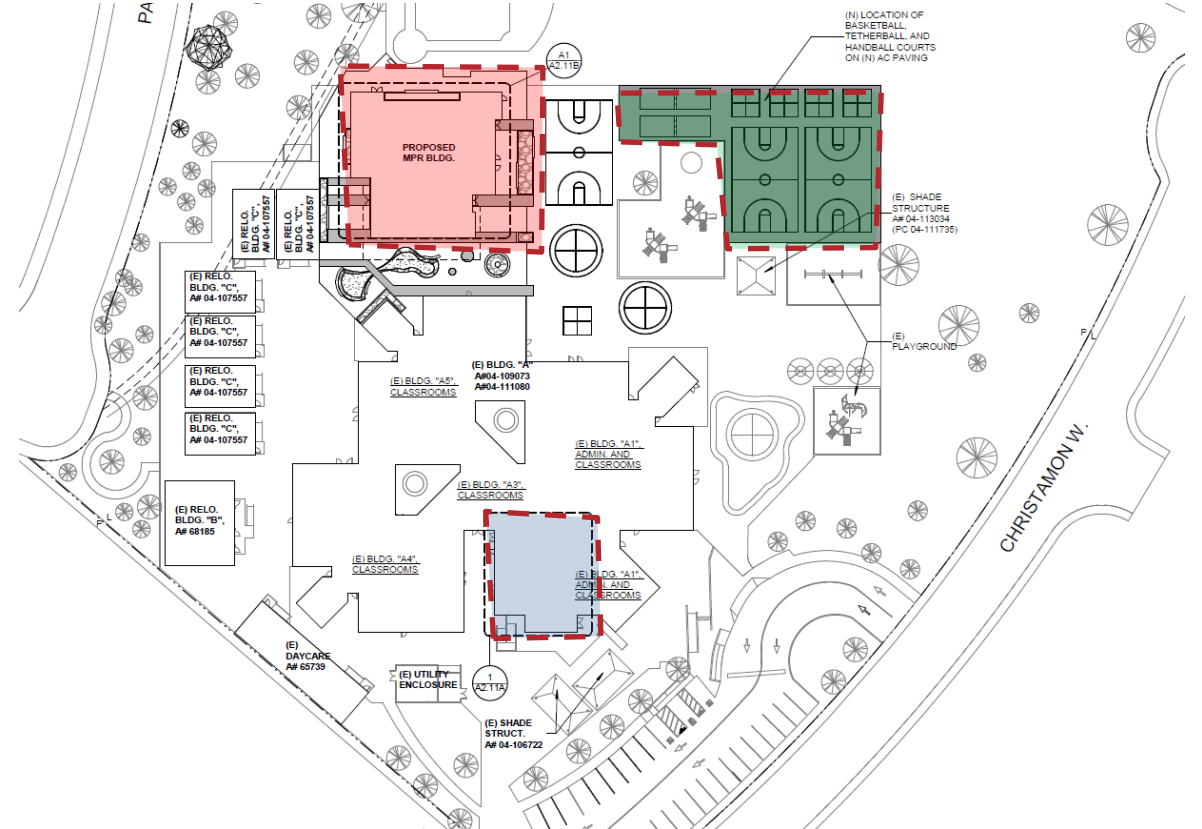 PA
(N) LOCATION OF
BASKETBALL,
TETHERBALL, AND
HANDBALL COURTS
ON (N) AC PAVING
A1
A2.11B
PROPOSED
MPR BLDG.
(E) RELO.
BLDG. "C",
A# 04-107557
(E) RELO.
BLDG. "C",
A# 04-107557
(E) SHADE
STRUCTURE
A# 04-113034
(PC 04-111735)
(E) RELO.
BLDG. "C",
A# 04-107557
(E) RELO.
BLDG. "C",
A# 04-107557
(E)
PLAYGROUND
P L
(E) RELO.
BLDG. "C",
A# 04-107557
(E) RELO.
BLDG. "C",
A# 04-107557
(E) BLDG. "A5",
CLASSROOMS
(E) BLDG. "A"
A#04-109073
A#04-111080
(E) BLDG. "A1",
ADMIN. AND
CLASSROOMS
(E) BLDG. "A3",
CLASSROOMS
CHRISTAMON W.
(E) RELO.
BLDG. "B",
A# 68185
P L
(E) BLDG. "A4",
CLASSROOMS
(E) BLDG. "A1",
ADMIN. AND
CLASSROOMS
(E)
DAYCARE
A# 65739
(E) UTILITY
ENCLOSURE
1
A2.11A
(E) SHADE
STRUCT.
A# 04-106722